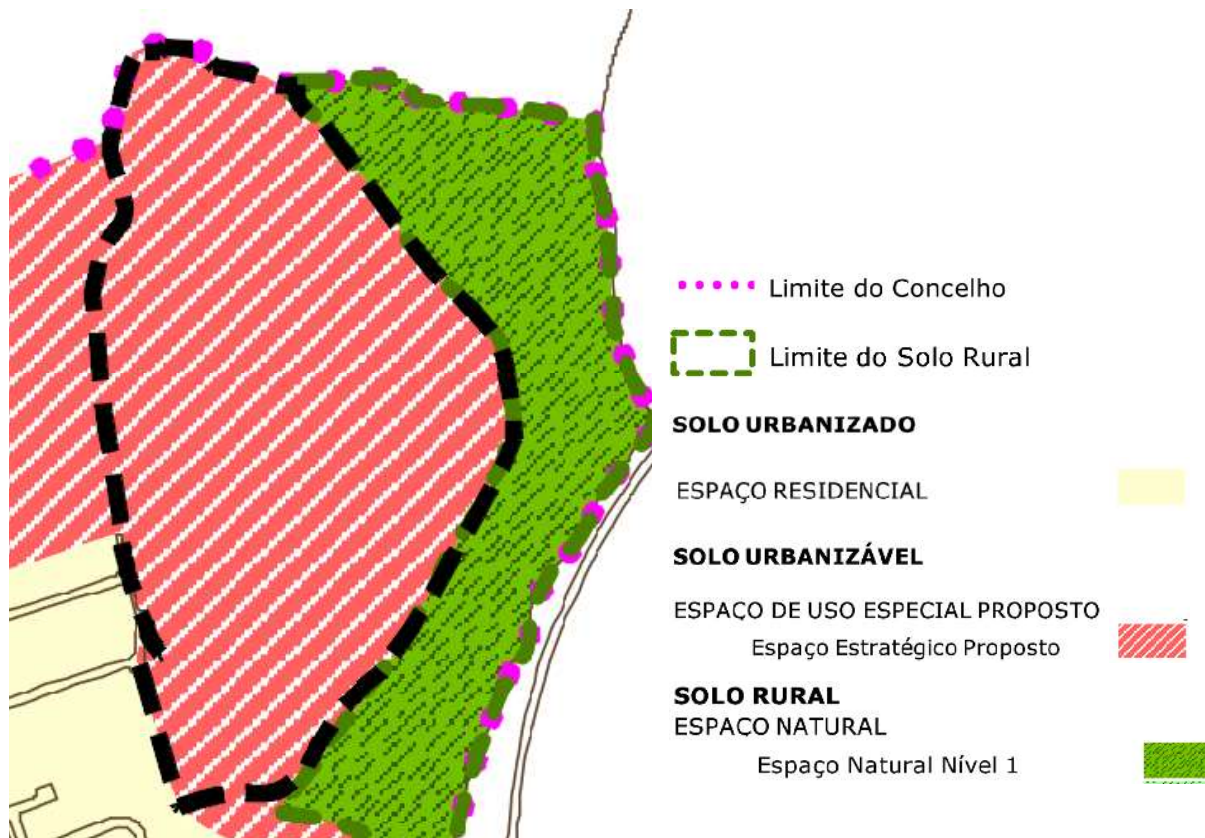 Limite do Concelho
Limite do Solo Rural
SOLO URBANIZADO
ESPAÇO RESIDENCIAL
SOLO URBANIZÁVEL
ESPAÇO DE USO ESPECIAL PROPOSTO
Espaço Estratégico Proposto
SOLO RURAL
ESPAÇO NATURAL
Espaço Natural Nível 1